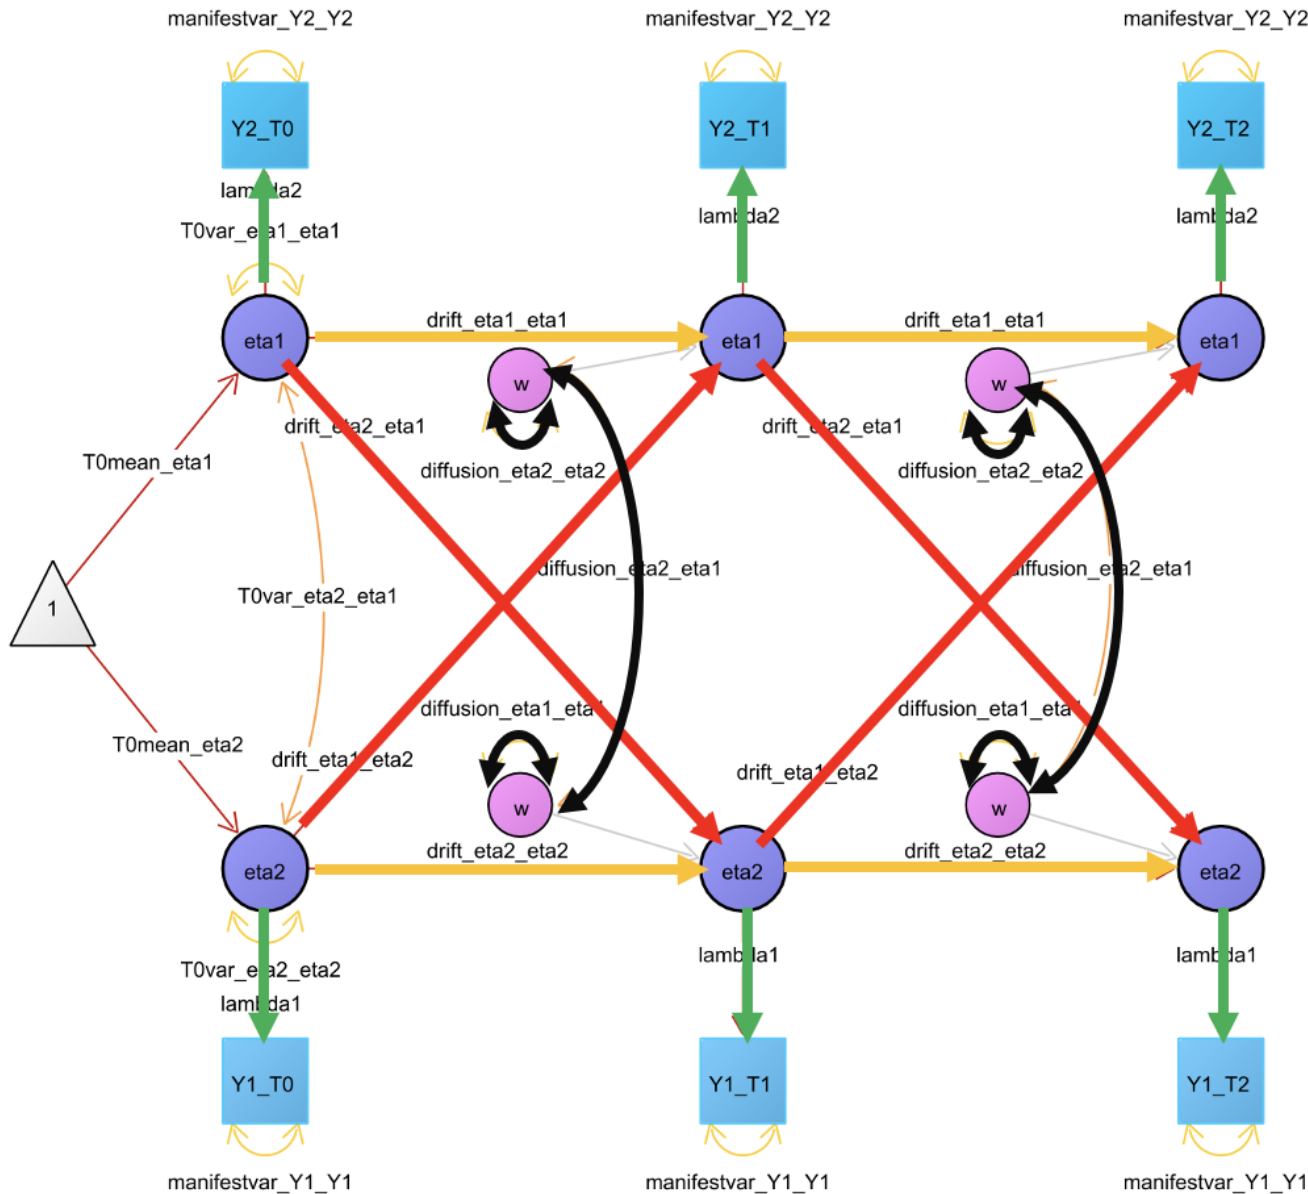 manifestvar_Y2_Y2
manifestvar_Y2_Y2
manifestvar_Y2_Y2
Y2_T0
Y2_T1
Y2_T2
lambda2
lambda2
lambda2
T0var_eta1_eta1
eta1
drift_eta1_eta1
eta1
drift_eta1_eta1
eta1
w
w
drift_eta2_eta1
drift_eta2_eta1
T0mean_eta1
diffusion_eta2_eta2
diffusion_eta2_eta2
diffusion_eta2_eta1
diffusion_eta2_eta1
T0var_eta2_eta1
1
diffusion_eta1_eta1
diffusion_eta1_eta1
T0mean_eta2
drift_eta1_eta2
drift_eta1_eta2
w
w
drift_eta2_eta2
drift_eta2_eta2
eta2
eta2
eta2
lambda1
lambda1
T0var_eta2_eta2
lambda1
Y1_T0
Y1_T1
Y1_T2
manifestvar_Y1_Y1
manifestvar_Y1_Y1
manifestvar_Y1_Y1